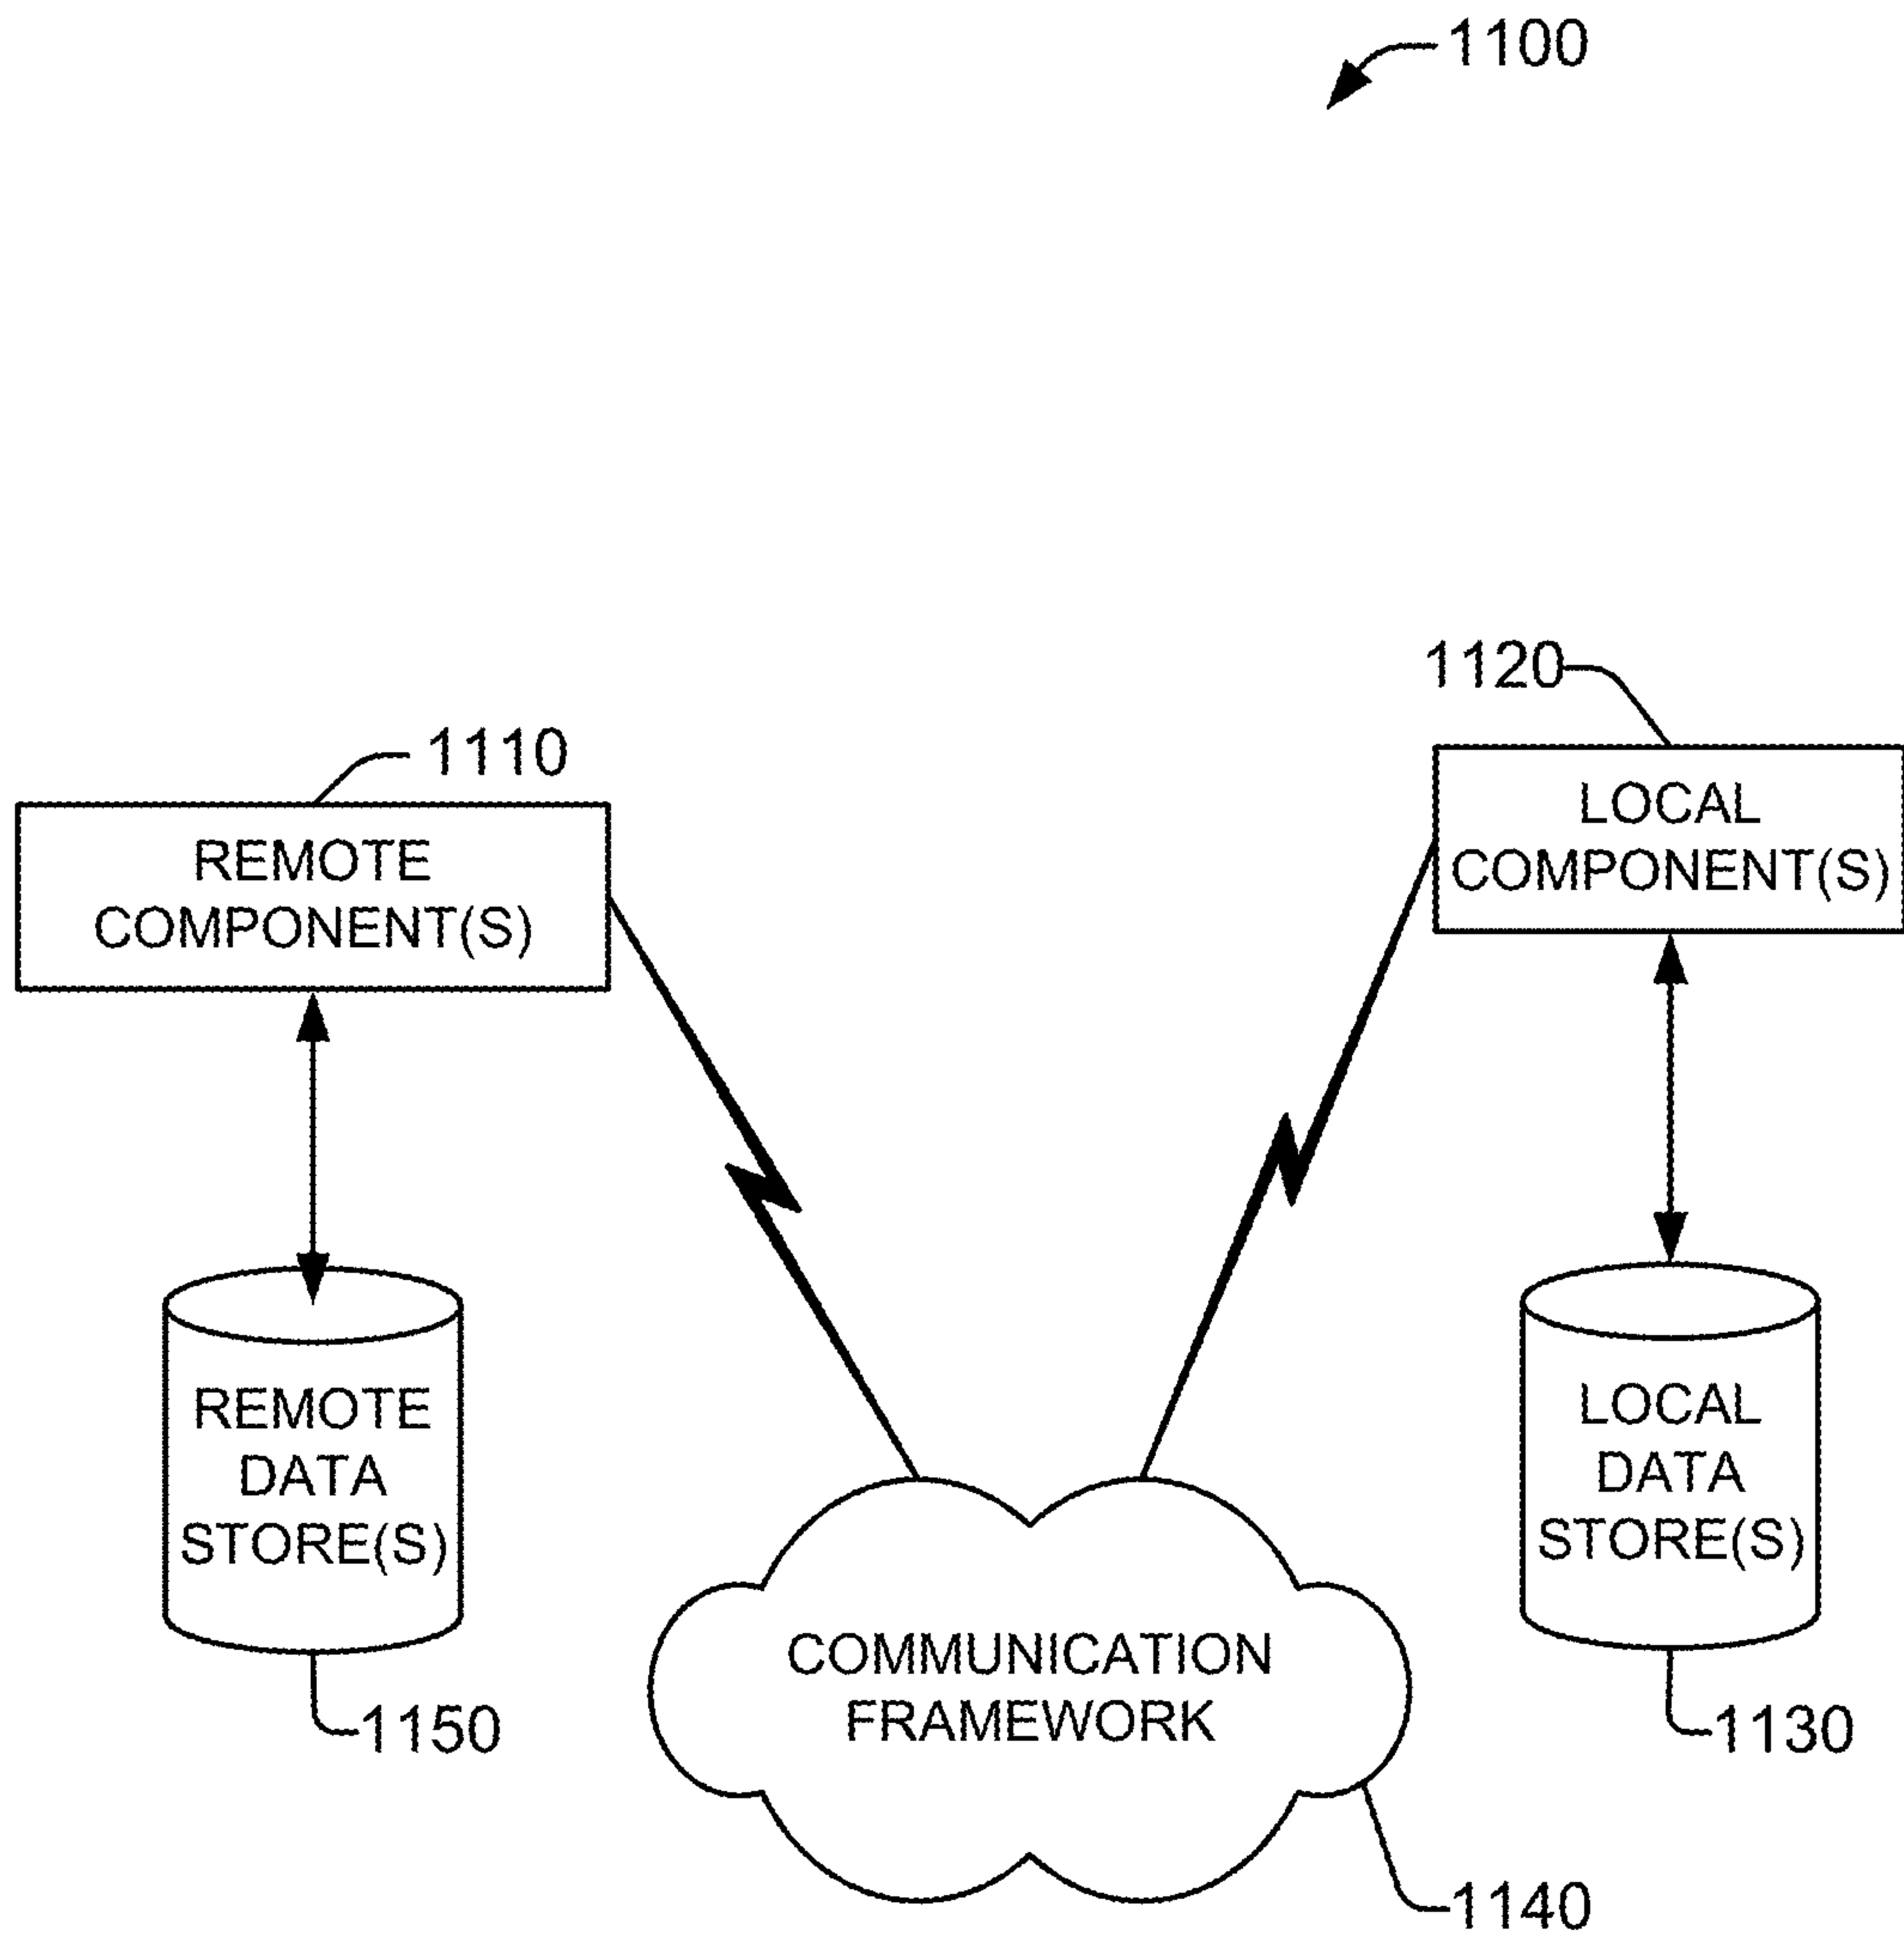 1100
1120
1110
LOCAL
COMPONENT(S)
REMOTE
COMPONENT(S)
REMOTE
DATA
STORE(S)
LOCAL
DATA
STORE(S)
COMMUNICATION
FRAMEWORK
1150
1130
1140